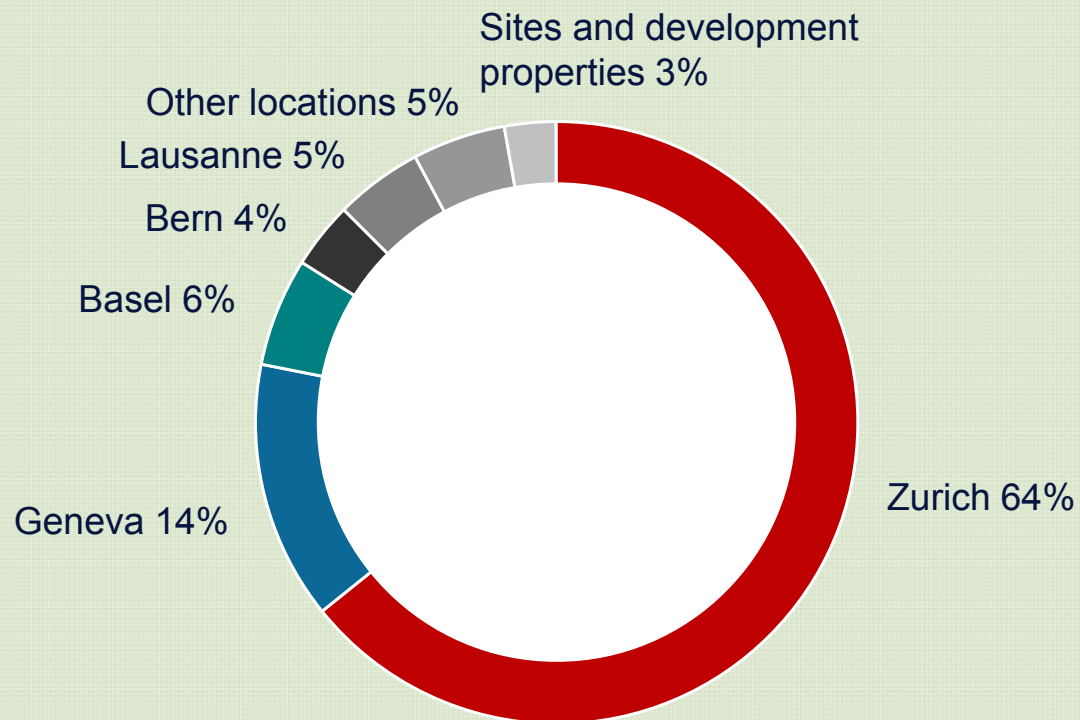 Sites and development
properties 3%
Other locations 5%
Lausanne 5%
Bern 4%
Basel 6%
Geneva 14%
Zurich 64%